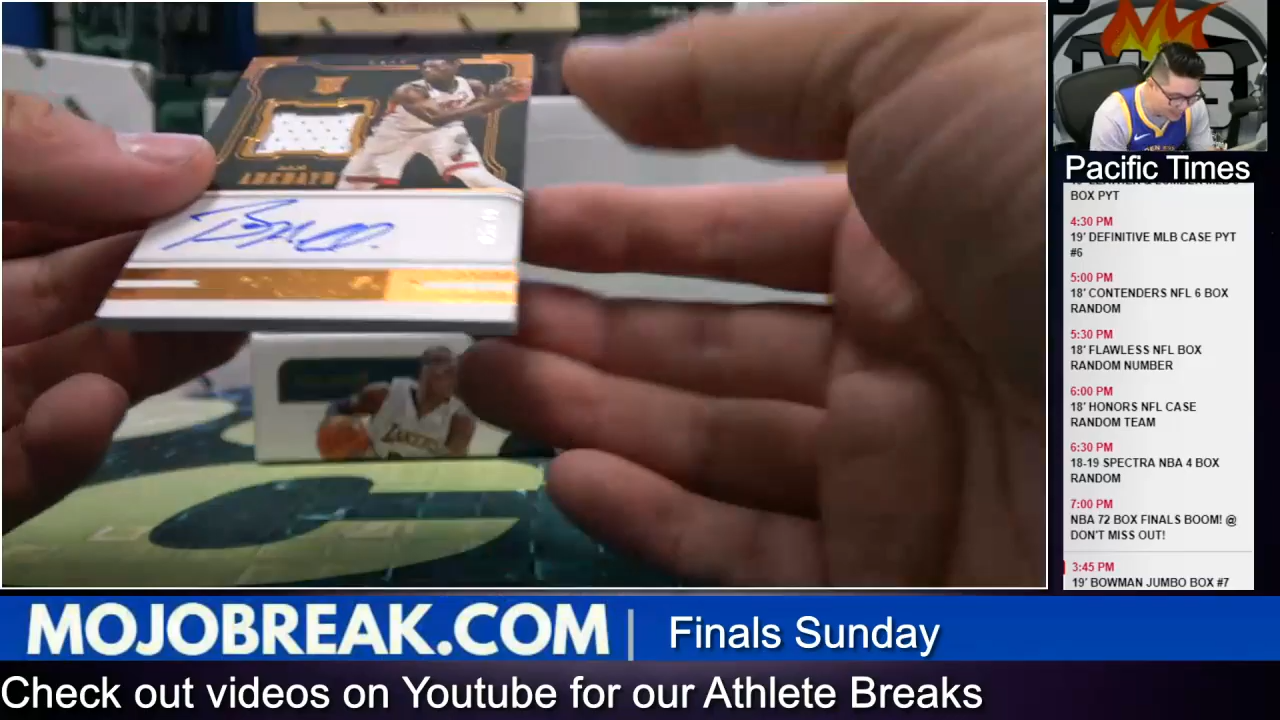 Pacific Times
BOX PYT
4:30 PM
19' DEFINITIVE MLB CASE PYT
#6
5:00 PM
18' CONTENDERS NFL 6 BOX
RANDOM
5:30 PM
18' FLAWLESS NFL BOX
RANDOM NUMBER
6:00 PM
18' HONORS NFL CASE
RANDOM TEAM
6:30 PM
18-19 SPECTRA NBA 4 BOX
RANDOM
7:00 PM
NBA 72 BOX FINALS BOOM! @
DON'T MISS OUT!
3:45 PM
19' BOWMAN JUMBO BOX #7
LAKERS
MOJOBREAK.COM | Finals Sunday
Check out videos on Youtube for our Athlete Breaks